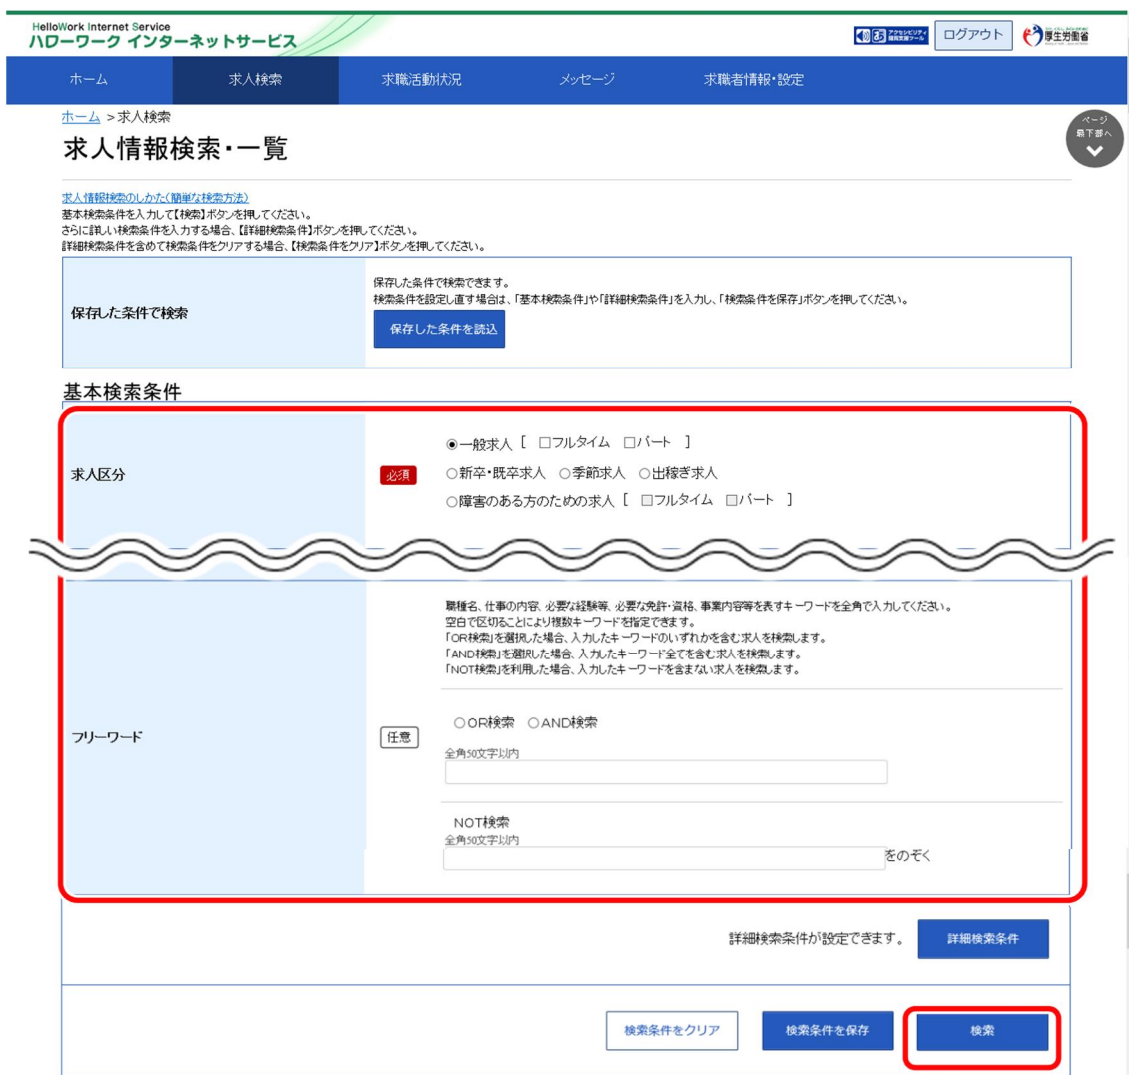 HelloWork Internet Service
ハローワーク インターネットサービス
ログアウト
厚生労働省
ホーム 求人検索 求職活動状況 メッセージ 求職者情報・設定
ホーム >求人検索
ページ
最下部へ
求人情報検索・一覧
求人情報検索のしかた(簡単な検索方法)
基本検索条件を入力して【検索】ボタンを押してください。
さらに詳しい検索条件を入力する場合、【詳細検索条件】ボタンを押してください。
詳細検索条件を含めて検索条件をクリアする場合、【検索条件をクリア】ボタンを押してください。
保存した条件で検索
保存した条件で検索できます。
検索条件を設定し直す場合は、「基本検索条件」や「詳細検索条件」を入力し、「検索条件を保存」ボタンを押してください。
保存した条件を読込
基本検索条件
求人区分
必須
◉一般求人 [ □フルタイム □パート ]
○新卒・既卒求人 ○季節求人 ○出稼ぎ求人
○障害のある方のための求人 [ □フルタイム □パート ]
職種名、仕事の内容、必要な経験等、必要な免許・資格、事業内容等を表すキーワードを全角で入力してください。
空白で区切ることにより複数キーワードを指定できます。
「OR検索」を選択した場合、入力したキーワードのいずれかを含む求人を検索します。
「AND検索」を選択した場合、入力したキーワード全てを含む求人を検索します。
「NOT検索」を利用した場合、入力したキーワードを含まない求人を検索します。
フリーワード
任意
○OR検索 ○AND検索
全角50文字以内
NOT検索
全角50文字以内
をのぞく
詳細検索条件が設定できます。
詳細検索条件
検索条件をクリア
検索条件を保存
検索